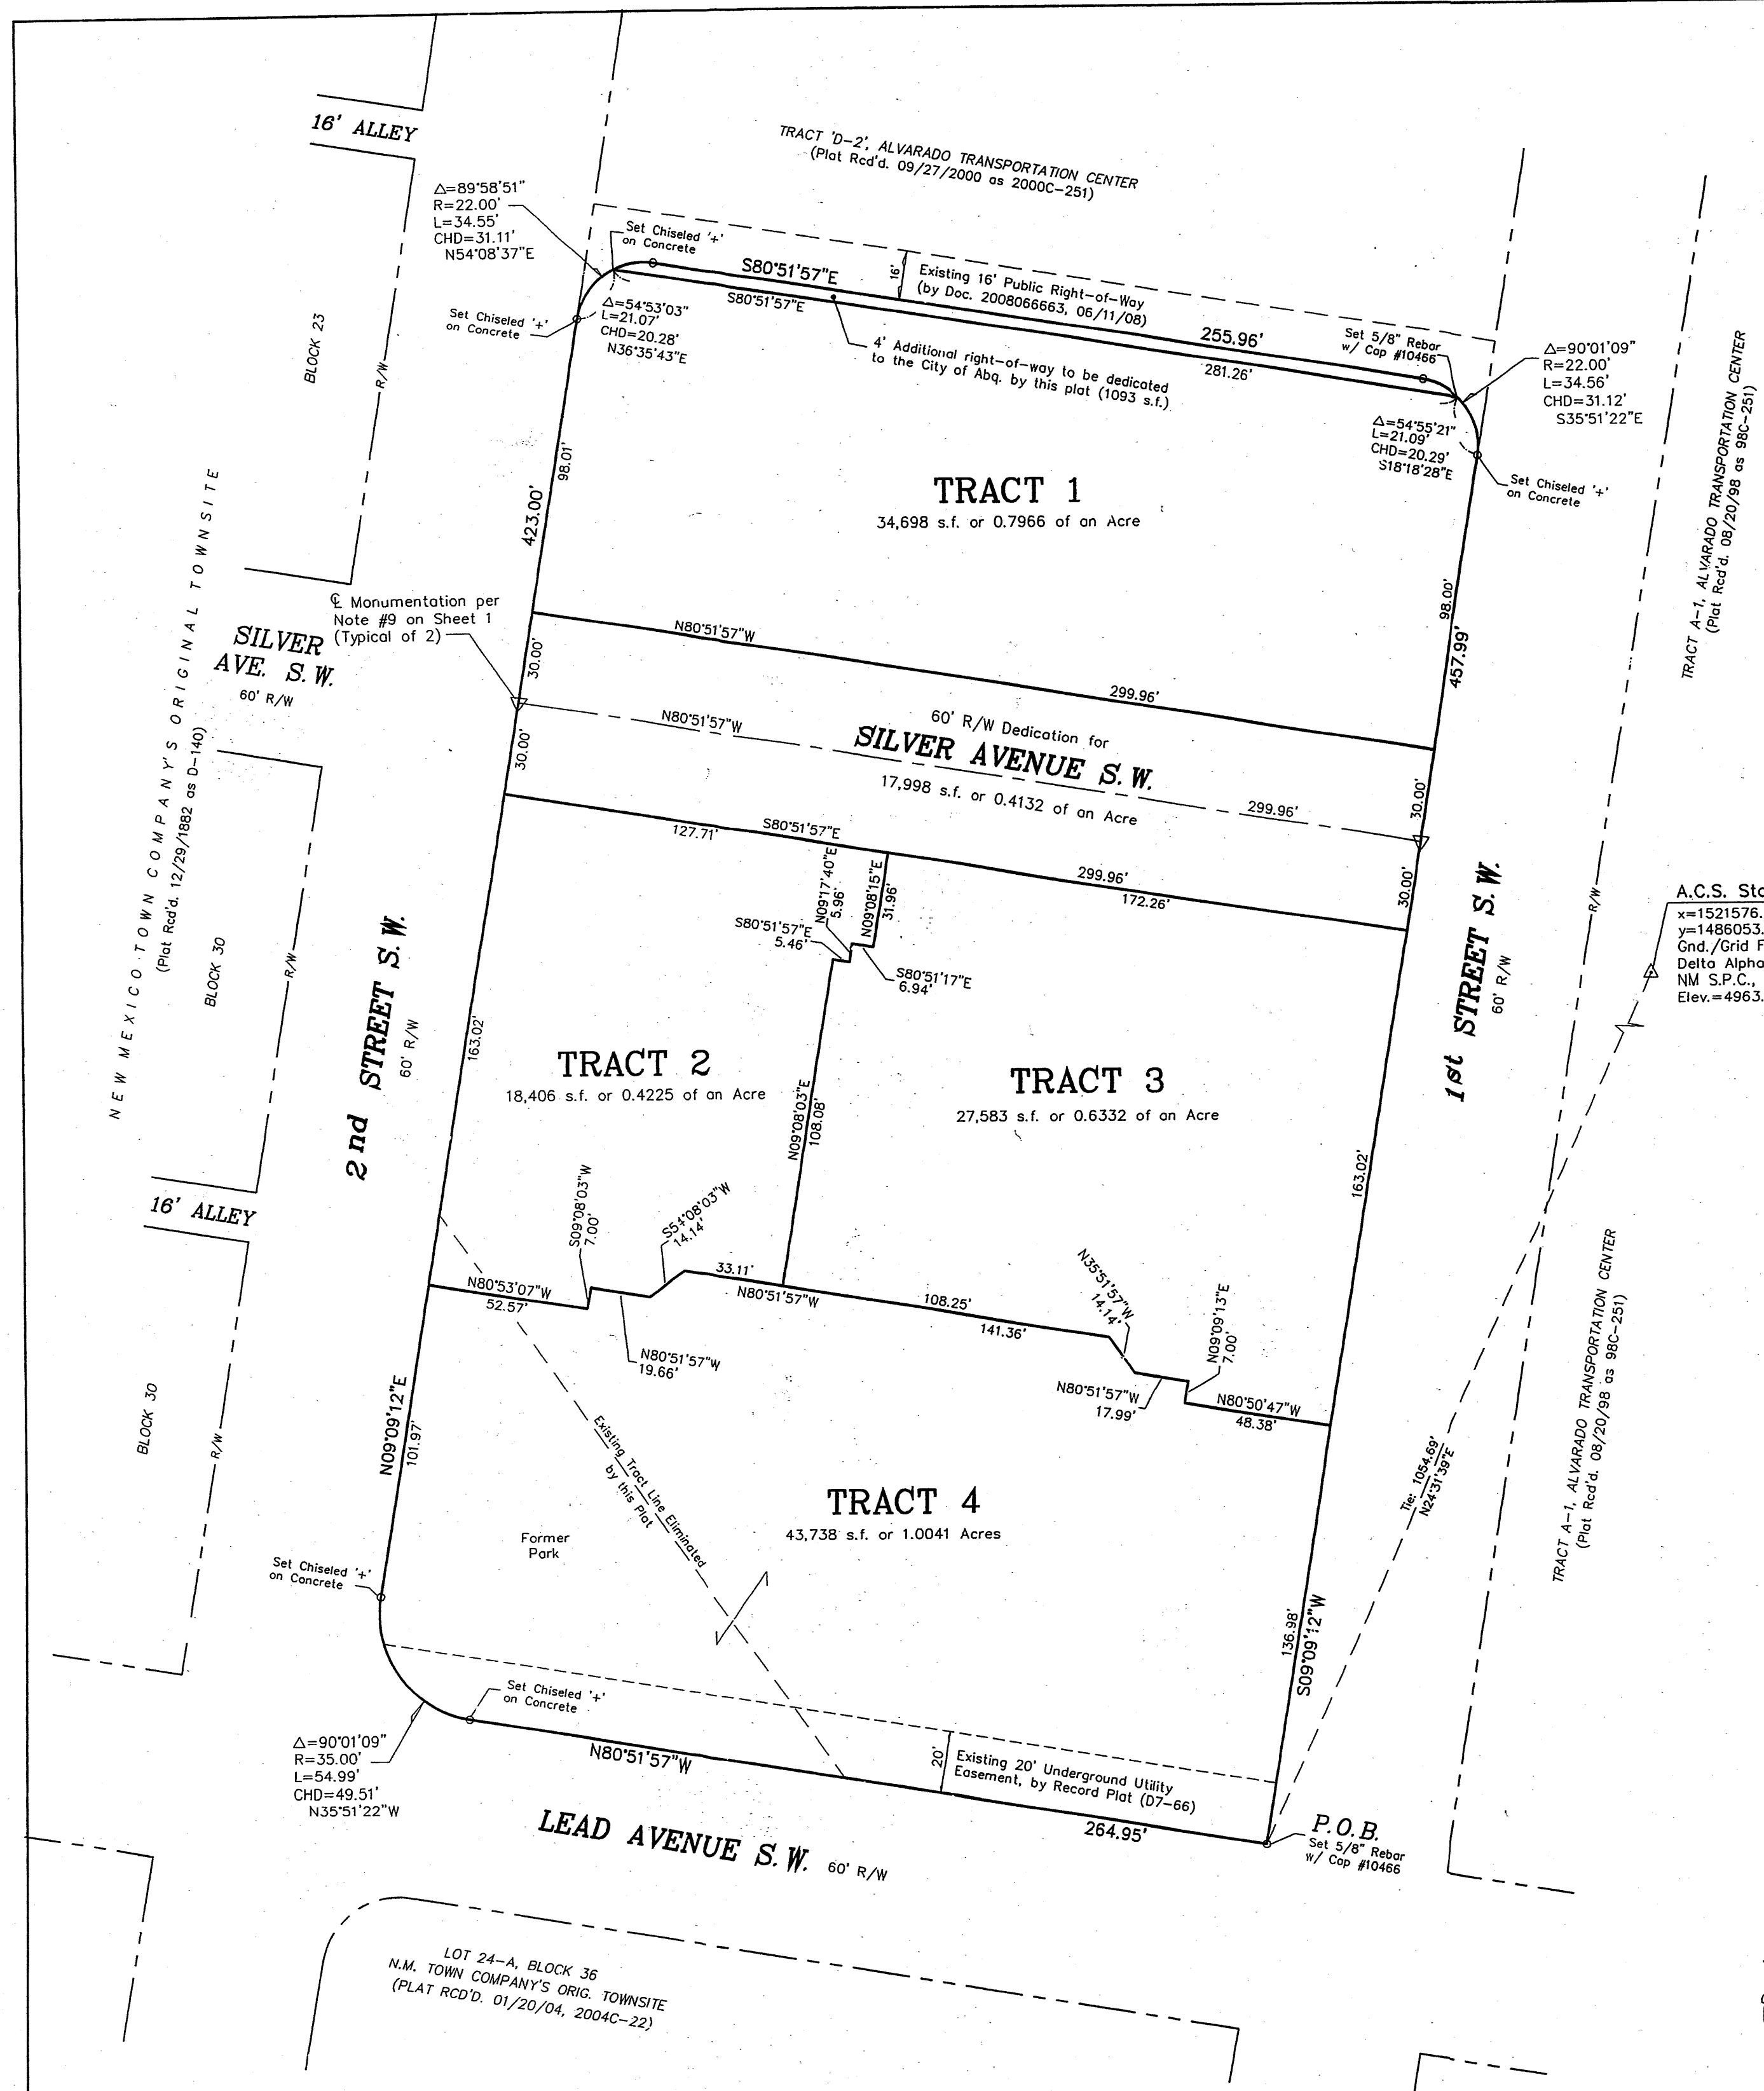 16' ALLEY
TRACT 'D-2', ALVARADO TRANSPORTATION CENTER
(Plat Rcd'd. 09/27/2000 as 2000C-251)
Δ=89°58'51"
R=22.00'
L=34.55'
CHD=31.11'
N54°08'37"E
Set Chiseled '+'
on Concrete
S80°51'57"E
16'
Existing 16' Public Right-of-Way
(by Doc. 2008066663, 06/11/08)
255.96'
S80°51'57"E
281.26'
Set Chiseled '+'
on Concrete
Δ=54°53'03"
L=21.07'
CHD=20.28'
N36°35'43"E
4' Additional right-of-way to be dedicated
to the City of Abq. by this plat (1093 s.f.)
Set 5/8" Rebar
w/ Cap #10466
Δ=90°01'09"
R=22.00'
L=34.56'
CHD=31.12'
S35°51'22"E
Δ=54°55'21"
L=21.09'
CHD=20.29'
S18°18'28"E
Set Chiseled '+'
on Concrete
BLOCK 23
R/W
98.01'
423.00'
TRACT 1
34,698 s.f. or 0.7966 of an Acre
98.00'
457.99'
TRACT A-1, ALVARADO TRANSPORTATION CENTER
(Plat Rcd'd. 08/20/98 as 98C-251)
NEW MEXICO TOWN COMPANY'S ORIGINAL TOWNSITE
(Plat Rcd'd. 12/29/1882 as D-140)
℄ Monumentation per
Note #9 on Sheet 1
(Typical of 2)
SILVER
AVE. S.W.
60' R/W
30.00'
30.00'
N80°51'57"W
299.96'
N80°51'57"W
60' R/W Dedication for
SILVER AVENUE S.W.
17,998 s.f. or 0.4132 of an Acre
299.96'
30.00'
30.00'
S80°51'57"E
127.71'
299.96'
172.26'
N09°17'40"E
5.96'
N09°08'15"E
31.96'
S80°51'57"E
5.46'
S80°51'17"E
6.94'
BLOCK 30
R/W
2nd STREET S.W.
60' R/W
163.02'
TRACT 2
18,406 s.f. or 0.4225 of an Acre
N09°08'03"E
108.08'
TRACT 3
27,583 s.f. or 0.6332 of an Acre
163.02'
1st STREET S.W.
60' R/W
R/W
A.C.S. Sta
x=1521576.
y=1486053.
Gnd./Grid F
Delta Alpha
NM S.P.C.,
Elev.=4963.
16' ALLEY
S09°08'03"W
7.00'
S54°08'03"W
14.14'
N80°53'07"W
52.57'
N80°51'57"W
19.66'
33.11'
N80°51'57"W
108.25'
141.36'
N35°51'57"W
14.14'
N09°09'13"E
7.00'
N80°51'57"W
17.99'
N80°50'47"W
48.38'
BLOCK 30
R/W
N09°09'12"E
101.97'
Existing Tract Line Eliminated
by this Plat
TRACT 4
43,738 s.f. or 1.0041 Acres
Former
Park
Tie: 1054.69'
N24°31'39"E
TRACT A-1, ALVARADO TRANSPORTATION CENTER
(Plat Rcd'd. 08/20/98 as 98C-251)
136.98'
S09°09'12"W
Set Chiseled '+'
on Concrete
Set Chiseled '+'
on Concrete
Δ=90°01'09"
R=35.00'
L=54.99'
CHD=49.51'
N35°51'22"W
N80°51'57"W
20'
Existing 20' Underground Utility
Easement, by Record Plat (D7-66)
264.95'
P.O.B.
Set 5/8" Rebar
w/ Cap #10466
LEAD AVENUE S.W. 60' R/W
LOT 24-A, BLOCK 36
N.M. TOWN COMPANY'S ORIG. TOWNSITE
(PLAT RCD'D. 01/20/04, 2004C-22)